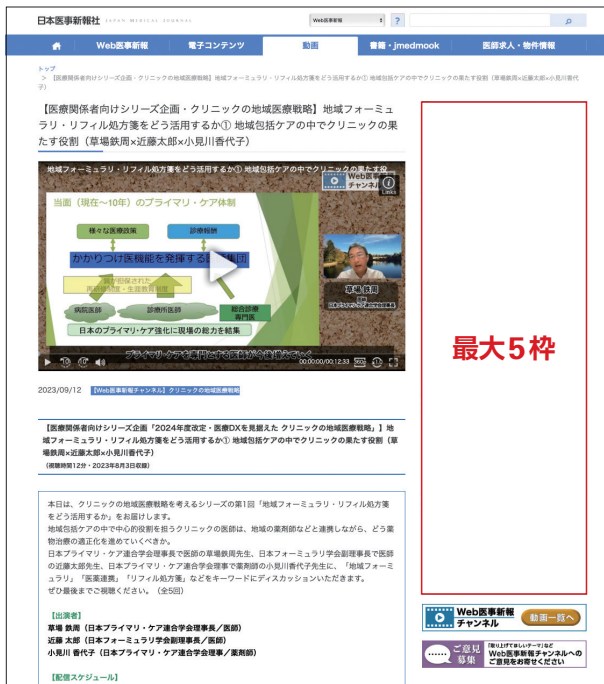 日本医事新報社 JAPAN MEDICAL JOURNAL
Web医事新報
?
Web医事新報
電子コンテンツ
動画
書籍・jmedmook
医師求人・物件情報
トップ
> 【医療関係者向けシリーズ企画・クリニックの地域医療戦略】地域フォーミュラリ・リフィル処方箋をどう活用するか① 地域包括ケアの中でクリニックの果たす役割（草場鉄周×近藤太郎×小見川香代
子）
【医療関係者向けシリーズ企画・クリニックの地域医療戦略】地域フォーミュ
ラリ・リフィル処方箋をどう活用するか① 地域包括ケアの中でクリニックの果
たす役割（草場鉄周×近藤太郎×小見川香代子）
地域フォーミュラリ・リフィル処方箋をどう活用するか① 地域包括ケアの中でクリニックの果たす役
Web医事
チャンネル
Links
当面（現在～10年）のプライマリ・ケア体制
様々な医療政策
診療報酬
かかりつけ医機能を発揮する医師集団
質が担保された
病院医師
診療所医師
総合診療
専門医
日本のプライマリ・ケア強化に現場の総力を結集
草場 鉄周
プライマリ・ケアを専門とする医師が今後増えていく
00:00:00/00:12:33
2023/09/12 【Web医事新報チャンネル】クリニックの地域医療戦略
【医療関係者向けシリーズ企画「2024年度改定・医療DXを見据えた クリニックの地域医療戦略」】地
域フォーミュラリ・リフィル処方箋をどう活用するか① 地域包括ケアの中でクリニックの果たす役割（草
場鉄周×近藤太郎×小見川香代子）
（視聴時間12分・2023年8月3日収録）
本日は、クリニックの地域医療戦略を考えるシリーズの第1回「地域フォーミュラリ・リフィル処方箋
をどう活用するか」をお届けします。
地域包括ケアの中で中心的役割を担うクリニックの医師は、地域の薬剤師などと連携しながら、どう薬
物治療の適正化を進めていくべきか。
日本プライマリ・ケア連合学会理事長で医師の草場鉄周先生、日本フォーミュラリ学会副理事長で医師
の近藤太郎先生、日本プライマリ・ケア連合学会理事で薬剤師の小見川香代子先生に、「地域フォーミ
ュラリ」「医薬連携」「リフィル処方箋」などをキーワードにディスカッションいただきます。
ぜひ最後までご視聴ください。（全5回）
【出演者】
草場 鉄周（日本プライマリ・ケア連合学会理事長／医師）
近藤 太郎（日本フォーミュラリ学会副理事長／医師）
小見川 香代子（日本プライマリ・ケア連合学会理事／薬剤師）
【配信スケジュール】
最大5枠
Web医事新報
チャンネル
動画一覧へ
ご意見
募集
「取り上げてほしいテーマ」など
Web医事新報チャンネルへの
ご意見をお寄せください